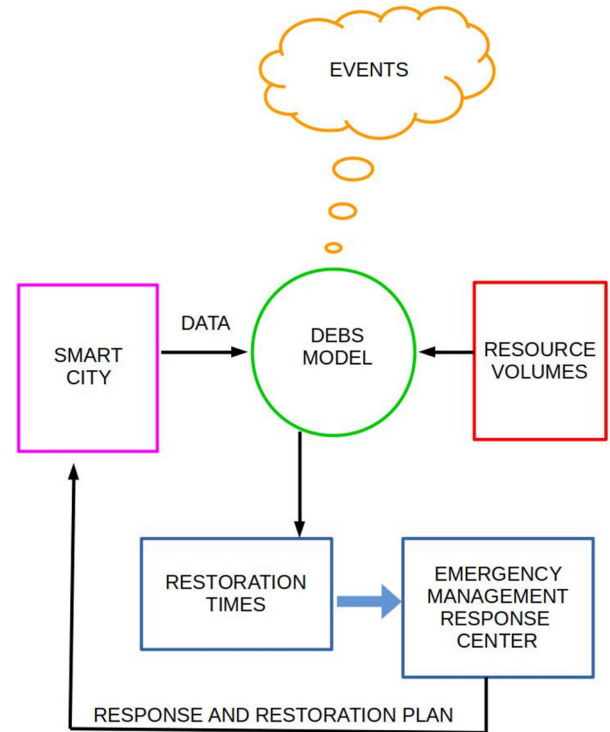 EVENTS
DATA
SMART
CITY
DEBS
MODEL
RESOURCE
VOLUMES
RESTORATION
TIMES
EMERGENCY
MANAGEMENT
RESPONSE
CENTER
RESPONSE AND RESTORATION PLAN